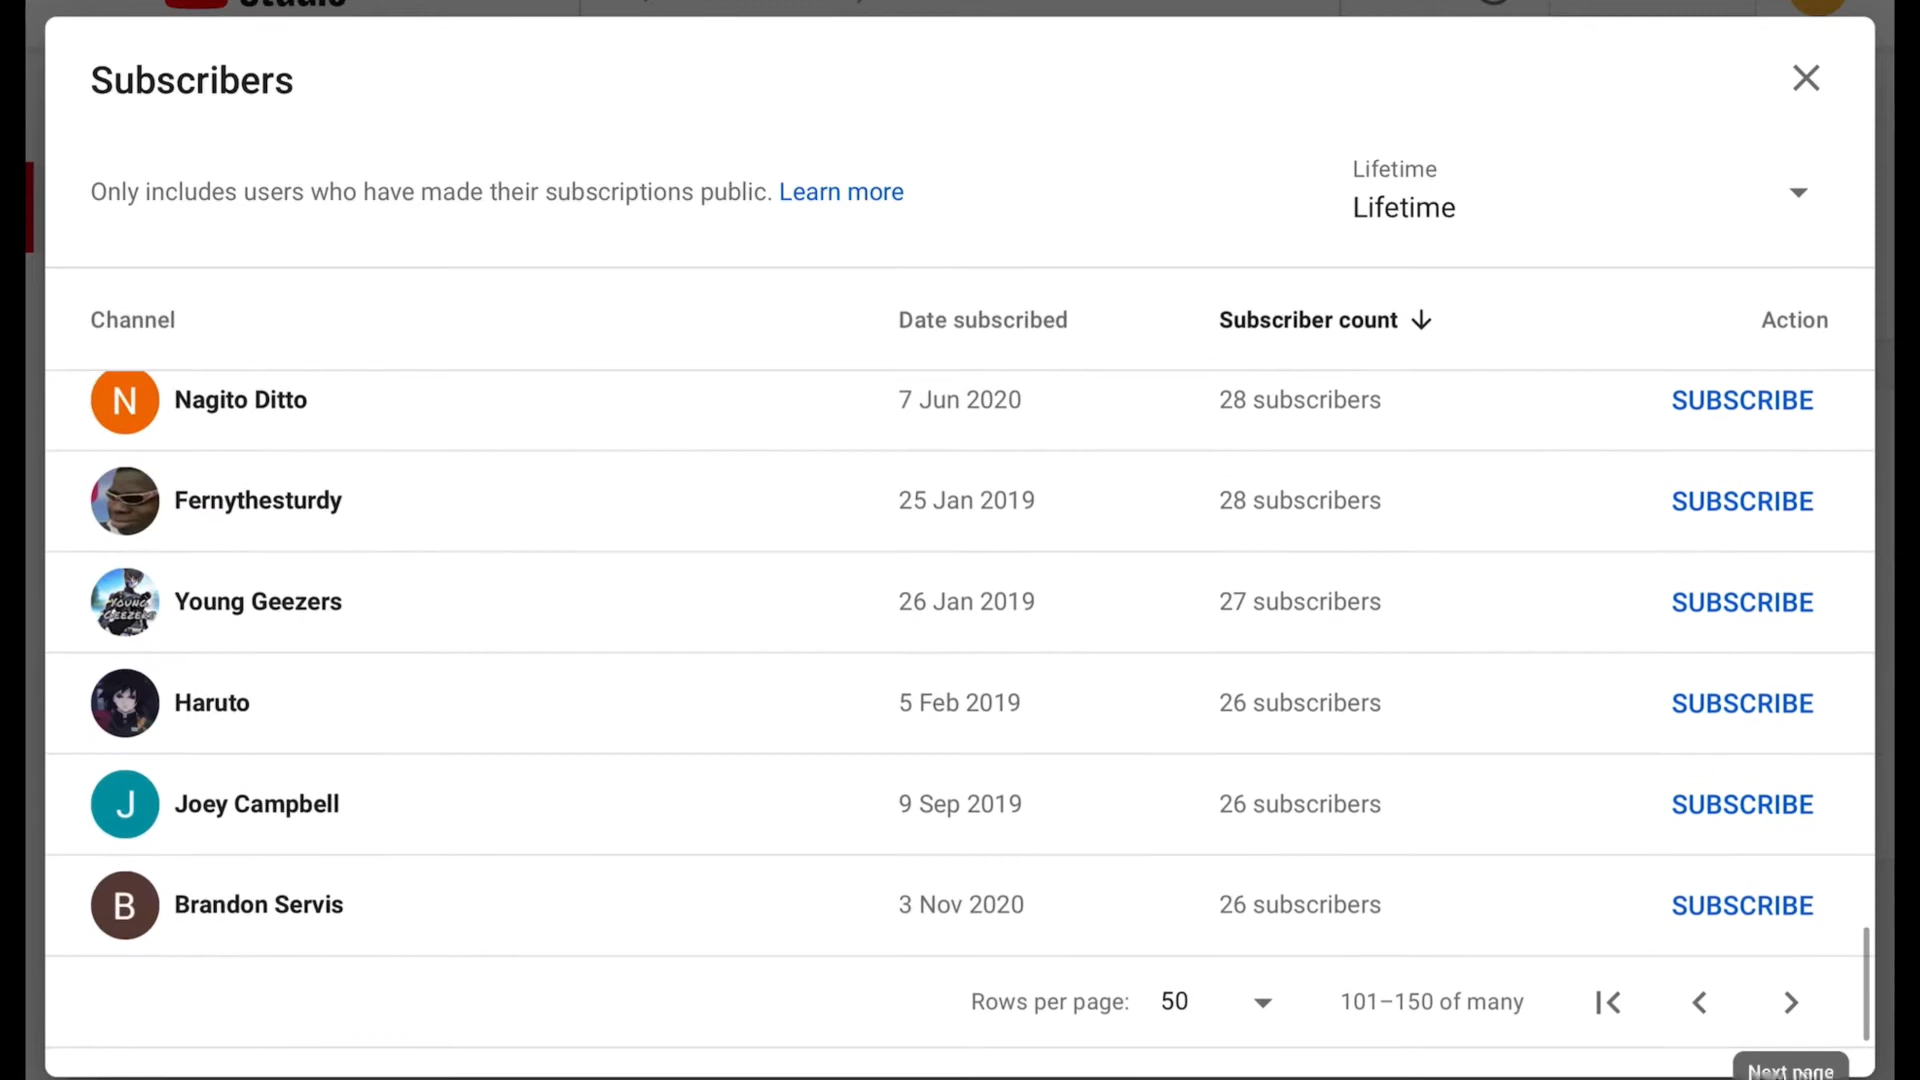 Studio
Subscribers
Only includes users who have made their subscriptions public. Learn more
Lifetime
Lifetime
Channel Date subscribed Subscriber count Action
N Nagito Ditto 7 Jun 2020 28 subscribers SUBSCRIBE
Fernythesturdy 25 Jan 2019 28 subscribers SUBSCRIBE
YOUNG GEEZERS Young Geezers 26 Jan 2019 27 subscribers SUBSCRIBE
Haruto 5 Feb 2019 26 subscribers SUBSCRIBE
J Joey Campbell 9 Sep 2019 26 subscribers SUBSCRIBE
B Brandon Servis 3 Nov 2020 26 subscribers SUBSCRIBE
Rows per page: 50 101–150 of many
Next page